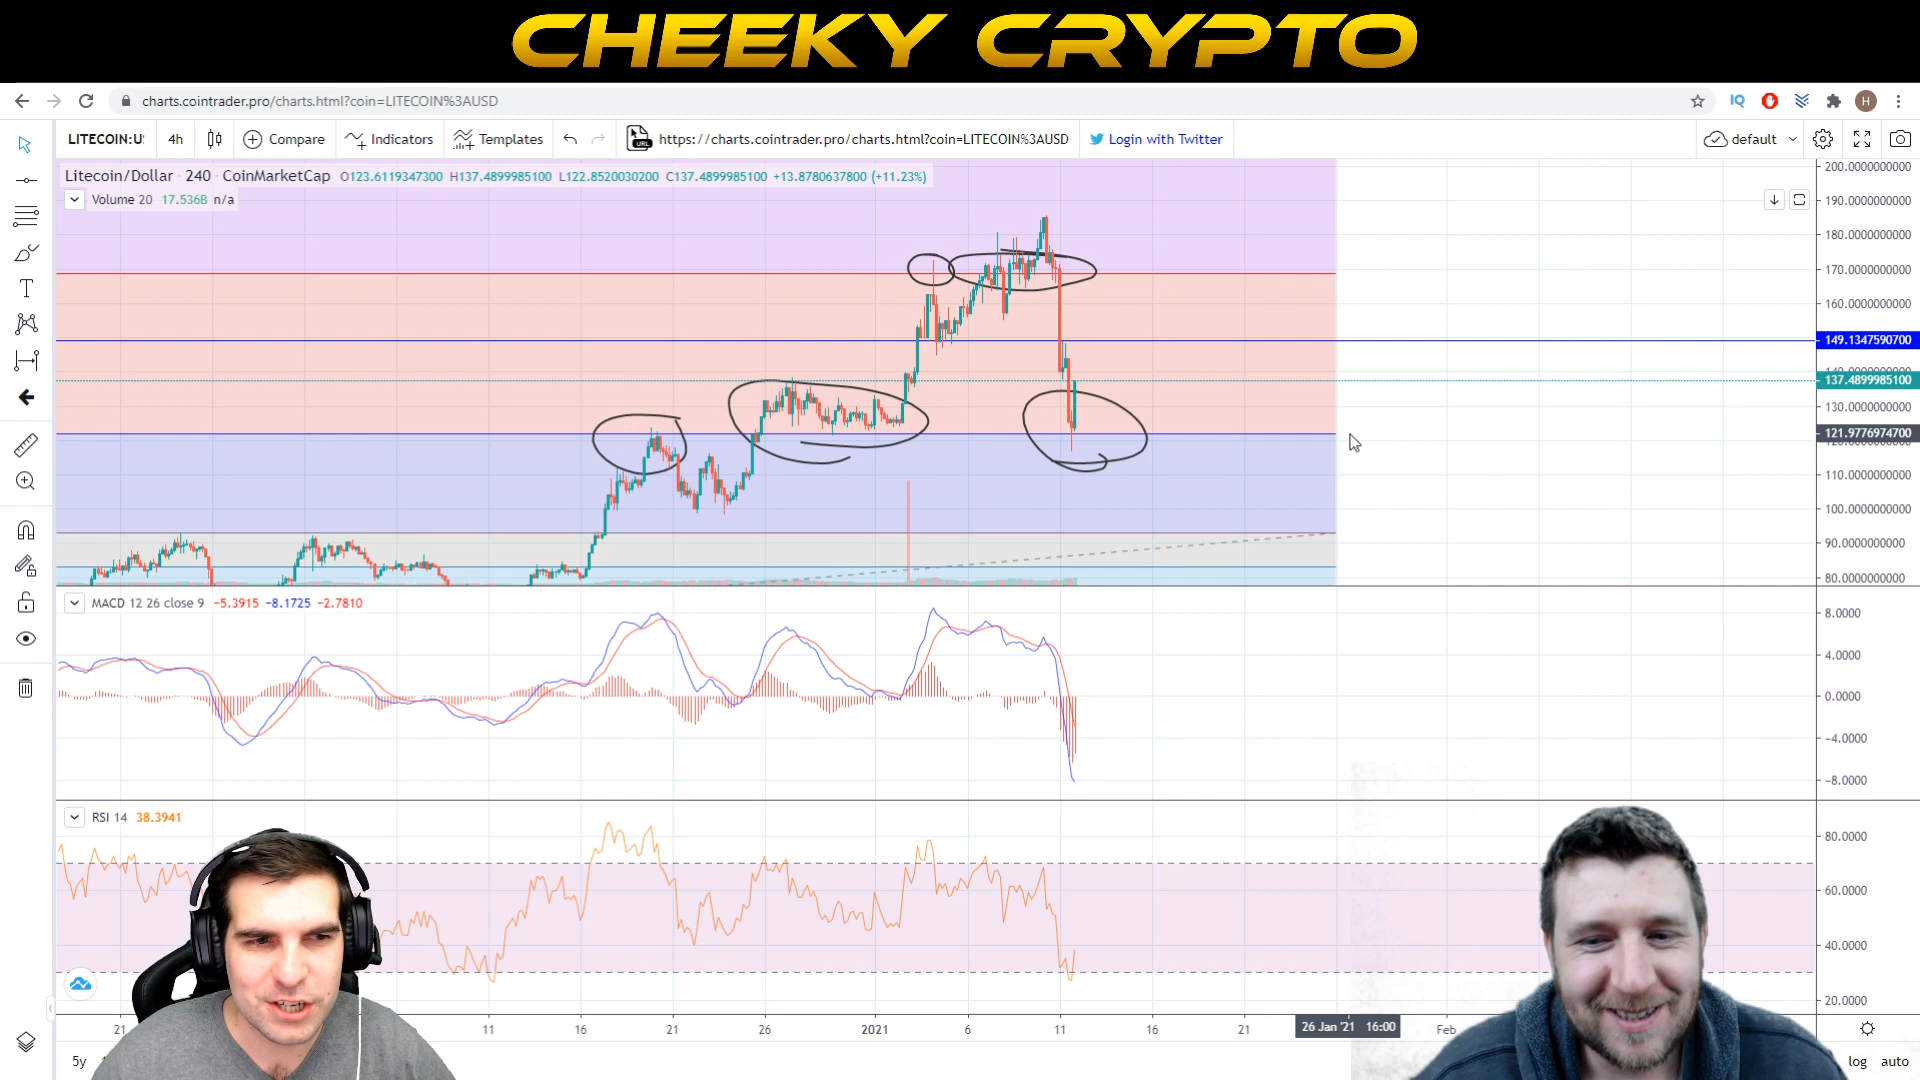 CHEEKY CRYPTO
charts.cointrader.pro/charts.html?coin=LITECOIN%3AUSD
IQ
H
LITECOIN:U
4h
Compare
Indicators
Templates
URL
https://charts.cointrader.pro/charts.html?coin=LITECOIN%3AUSD
Login with Twitter
default
Litecoin/Dollar · 240 · CoinMarketCap O123.6119347300 H137.4899985100 L122.8520030200 C137.4899985100 +13.8780637800 (+11.23%)
Volume 20 17.536B n/a
200.0000000000
190.0000000000
180.0000000000
170.0000000000
160.0000000000
149.1347590700
137.4899985100
130.0000000000
121.9776974700
110.0000000000
100.0000000000
90.0000000000
80.0000000000
MACD 12 26 close 9 −5.3915 −8.1725 −2.7810
8.0000
4.0000
0.0000
−4.0000
−8.0000
RSI 14 38.3941
80.0000
60.0000
40.0000
20.0000
21 11 16 21 26 2021 6 11 16 21 26 Jan '21 16:00 Feb
5y
log auto